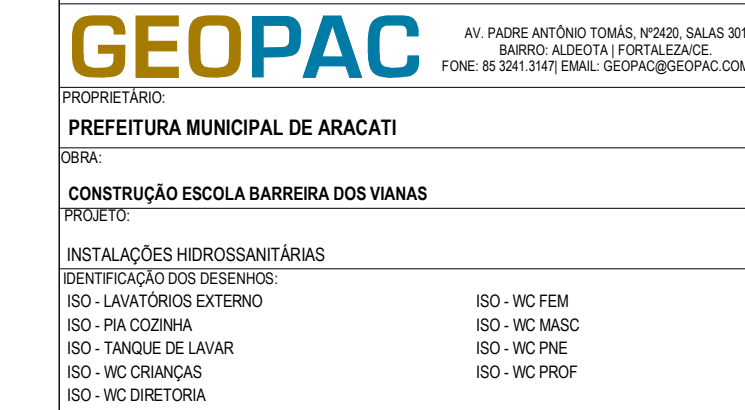 GEOPAC
AV. PADRE ANTÔNIO TOMÁS, Nº2420, SALAS 301
BAIRRO: ALDEOTA | FORTALEZA/CE.
FONE: 85 3241.3147| EMAIL: GEOPAC@GEOPAC.COM
PROPRIETÁRIO:
PREFEITURA MUNICIPAL DE ARACATI
OBRA:
CONSTRUÇÃO ESCOLA BARREIRA DOS VIANAS
PROJETO:
INSTALAÇÕES HIDROSSANITÁRIAS
IDENTIFICAÇÃO DOS DESENHOS:
ISO - LAVATÓRIOS EXTERNO
ISO - PIA COZINHA
ISO - TANQUE DE LAVAR
ISO - WC CRIANÇAS
ISO - WC DIRETORIA
ISO - WC FEM
ISO - WC MASC
ISO - WC PNE
ISO - WC PROF